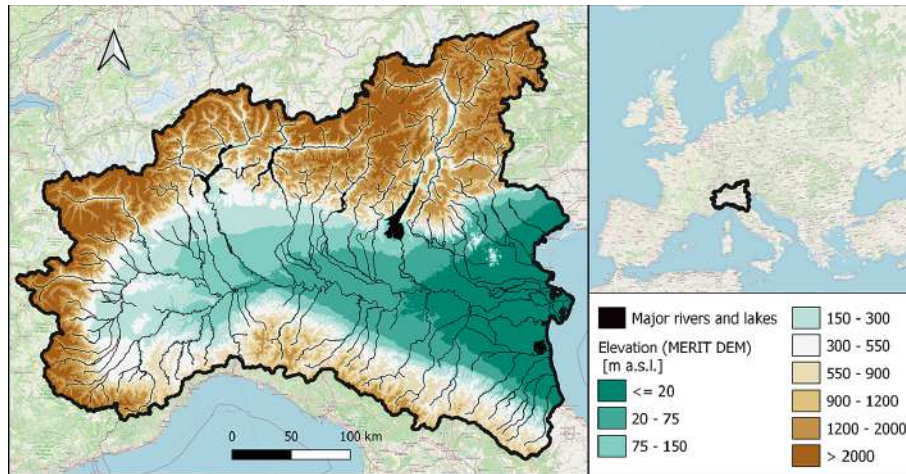 0 50 100 km
Major rivers and lakes
Elevation (MERIT DEM)
[m a.s.l.]
<= 20
20 - 75
75 - 150
150 - 300
300 - 550
550 - 900
900 - 1200
1200 - 2000
> 2000